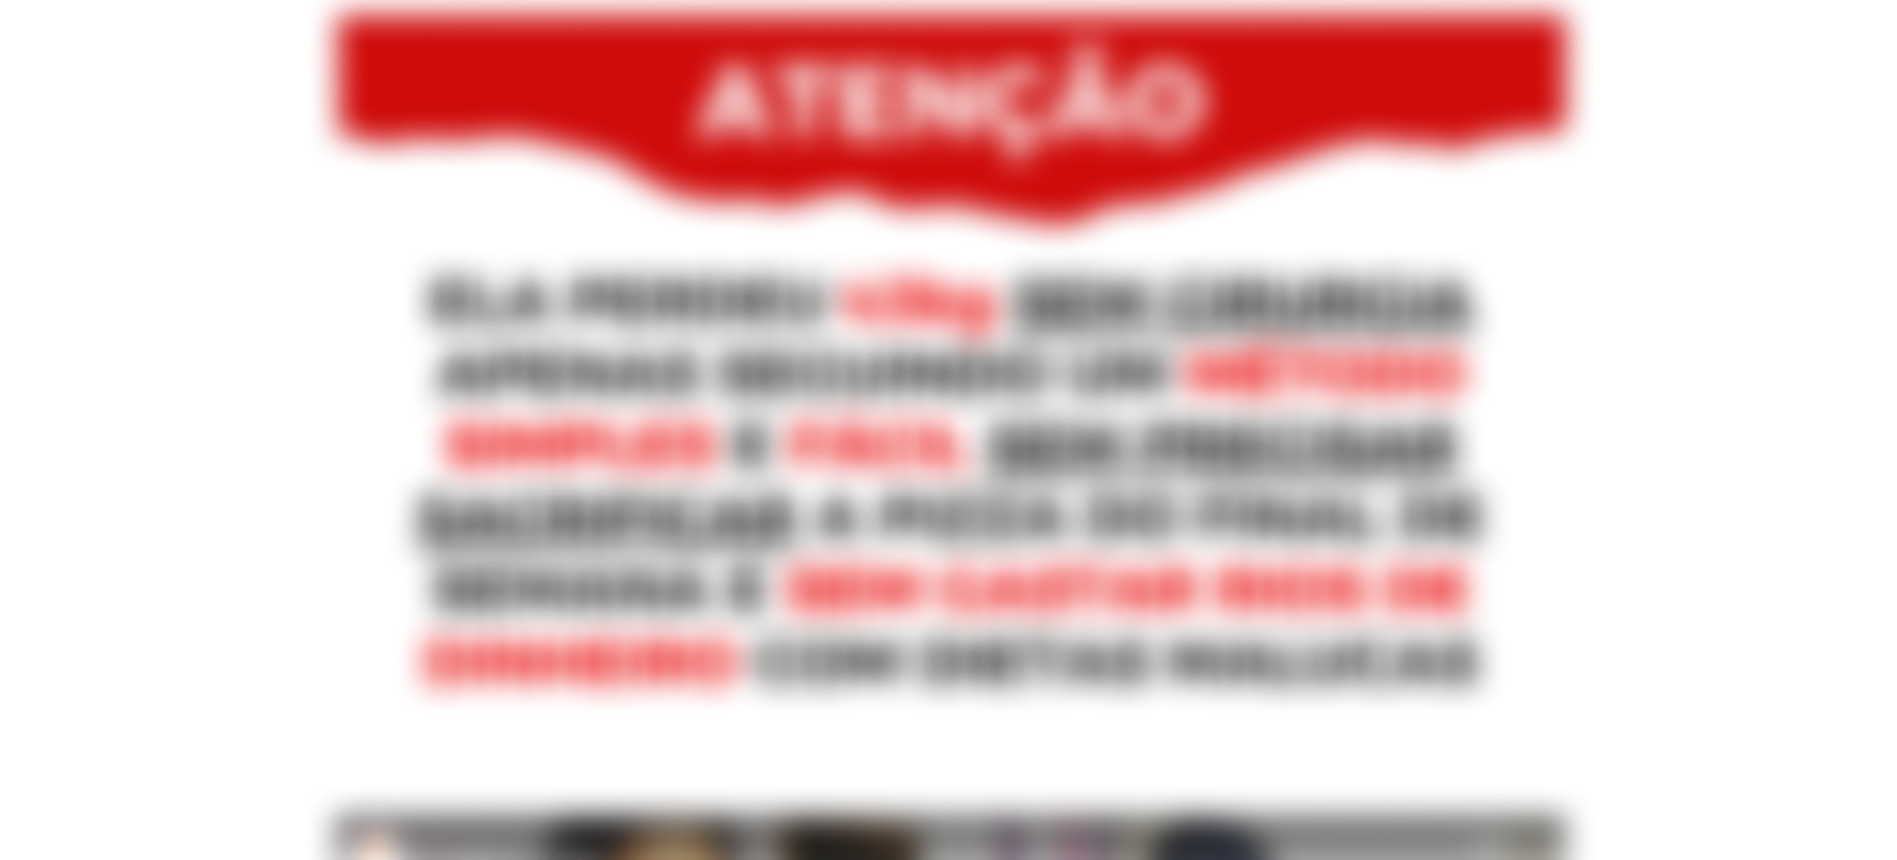 ATENÇÃO
ELA PERDEU SEM CIRURGIA
APENAS SEGUINDO UM MÉTODO
SIMPLES E FÁCIL SEM PRECISAR
SACRIFICAR A PIZZA DO FINAL DE
SEMANA E SEM GASTAR RIOS DE
DINHEIRO COM DIETAS MALUCAS